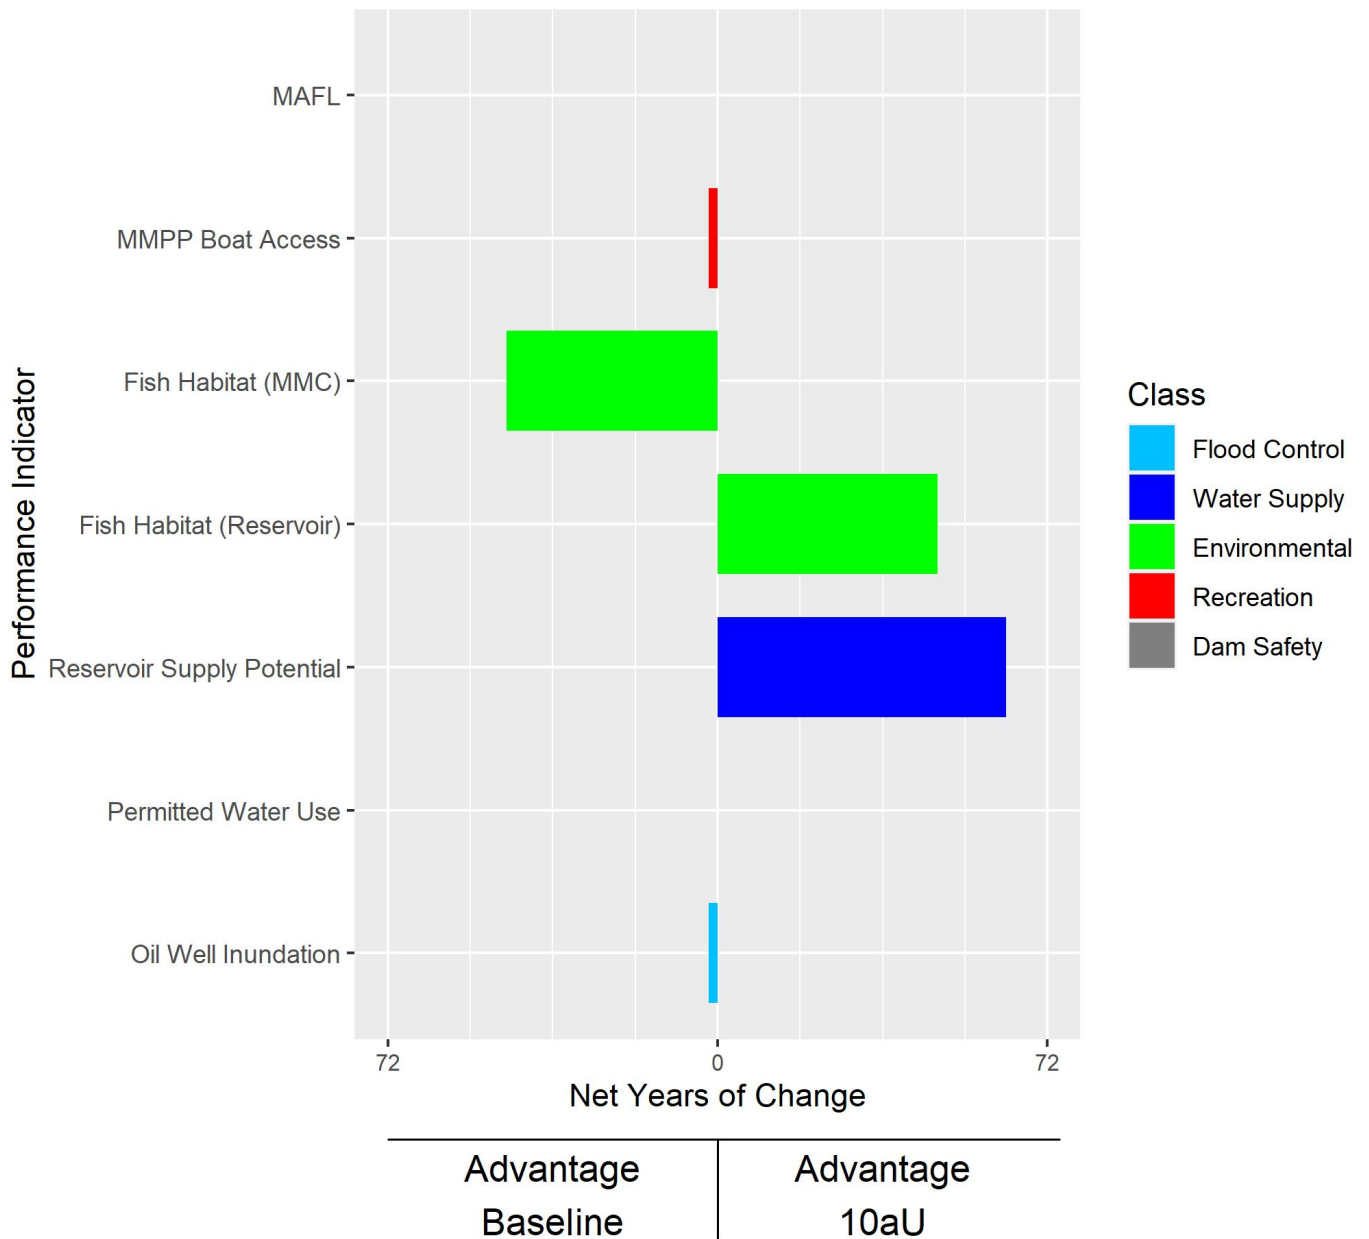 MAFL
MMPP Boat Access
Fish Habitat (MMC)
Fish Habitat (Reservoir)
Reservoir Supply Potential
Permitted Water Use
Oil Well Inundation
Performance Indicator
72 0 72
Net Years of Change
Advantage Baseline
Advantage 10aU
Class
Flood Control
Water Supply
Environmental
Recreation
Dam Safety